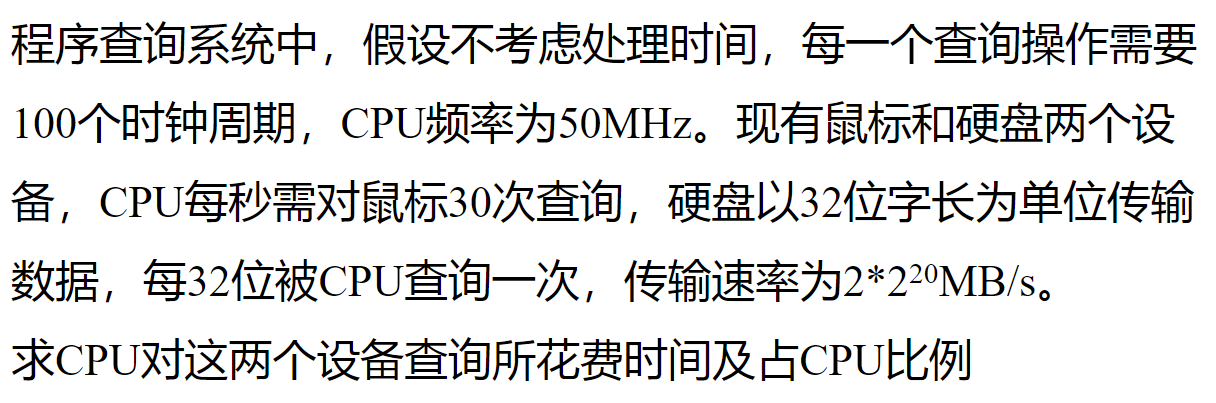 程序查询系统中，假设不考虑处理时间，每一个查询操作需要
100个时钟周期，CPU频率为50MHz。现有鼠标和硬盘两个设
备，CPU每秒需对鼠标30次查询，硬盘以32位字长为单位传输
数据，每32位被CPU查询一次，传输速率为2*2²⁰MB/s。
求CPU对这两个设备查询所花费时间及占CPU比例